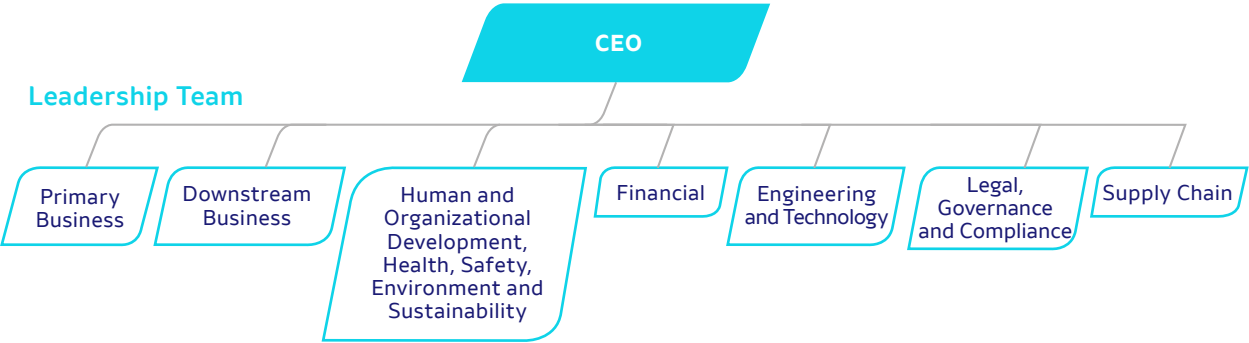 CEO
Leadership Team
Primary
Business
Downstream
Business
Human and
Organizational
Development,
Health, Safety,
Environment and
Sustainability
Financial
Engineering
and Technology
Legal,
Governance
and Compliance
Supply Chain